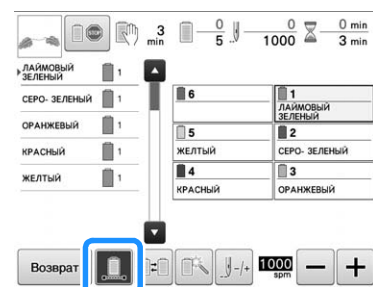 3 min
0 5
0 1000
0 min 3 min
ЛАЙМОВЫЙ ЗЕЛЕНЫЙ 1
СЕРО- ЗЕЛЕНЫЙ 1
ОРАНЖЕВЫЙ 1
КРАСНЫЙ 1
ЖЕЛТЫЙ 1
6
1
ЛАЙМОВЫЙ ЗЕЛЕНЫЙ
5
ЖЕЛТЫЙ
2
СЕРО- ЗЕЛЕНЫЙ
4
КРАСНЫЙ
3
ОРАНЖЕВЫЙ
Возврат
-/+
1000 spm
− +